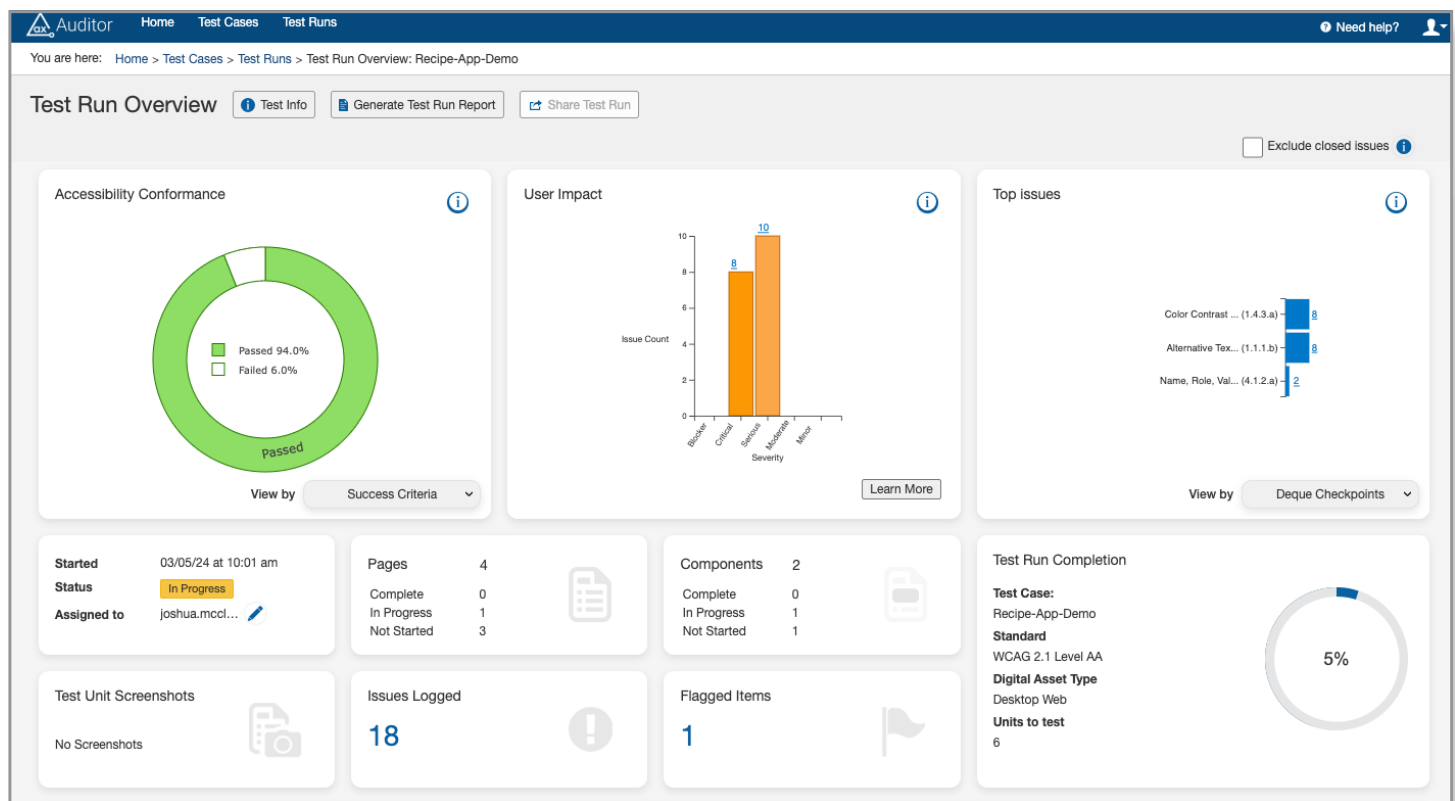 ax Auditor Home Test Cases Test Runs Need help?
You are here: Home > Test Cases > Test Runs > Test Run Overview: Recipe-App-Demo
Test Run Overview Test Info Generate Test Run Report Share Test Run
Exclude closed issues
Accessibility Conformance
Passed 94.0%
Failed 6.0%
Passed
View by Success Criteria
User Impact
10
10
8
8
6
Issue Count
4
2
0
Blocker Critical Serious Moderate Minor
Severity
Learn More
Top issues
Color Contrast ... (1.4.3.a) 8
Alternative Tex... (1.1.1.b) 8
Name, Role, Val... (4.1.2.a) 2
View by Deque Checkpoints
Started 03/05/24 at 10:01 am
Status In Progress
Assigned to joshua.mccl...
Pages 4
Complete 0
In Progress 1
Not Started 3
Components 2
Complete 0
In Progress 1
Not Started 1
Test Run Completion
Test Case:
Recipe-App-Demo
Standard
WCAG 2.1 Level AA
Digital Asset Type
Desktop Web
Units to test
6
5%
Test Unit Screenshots
No Screenshots
Issues Logged
18
Flagged Items
1